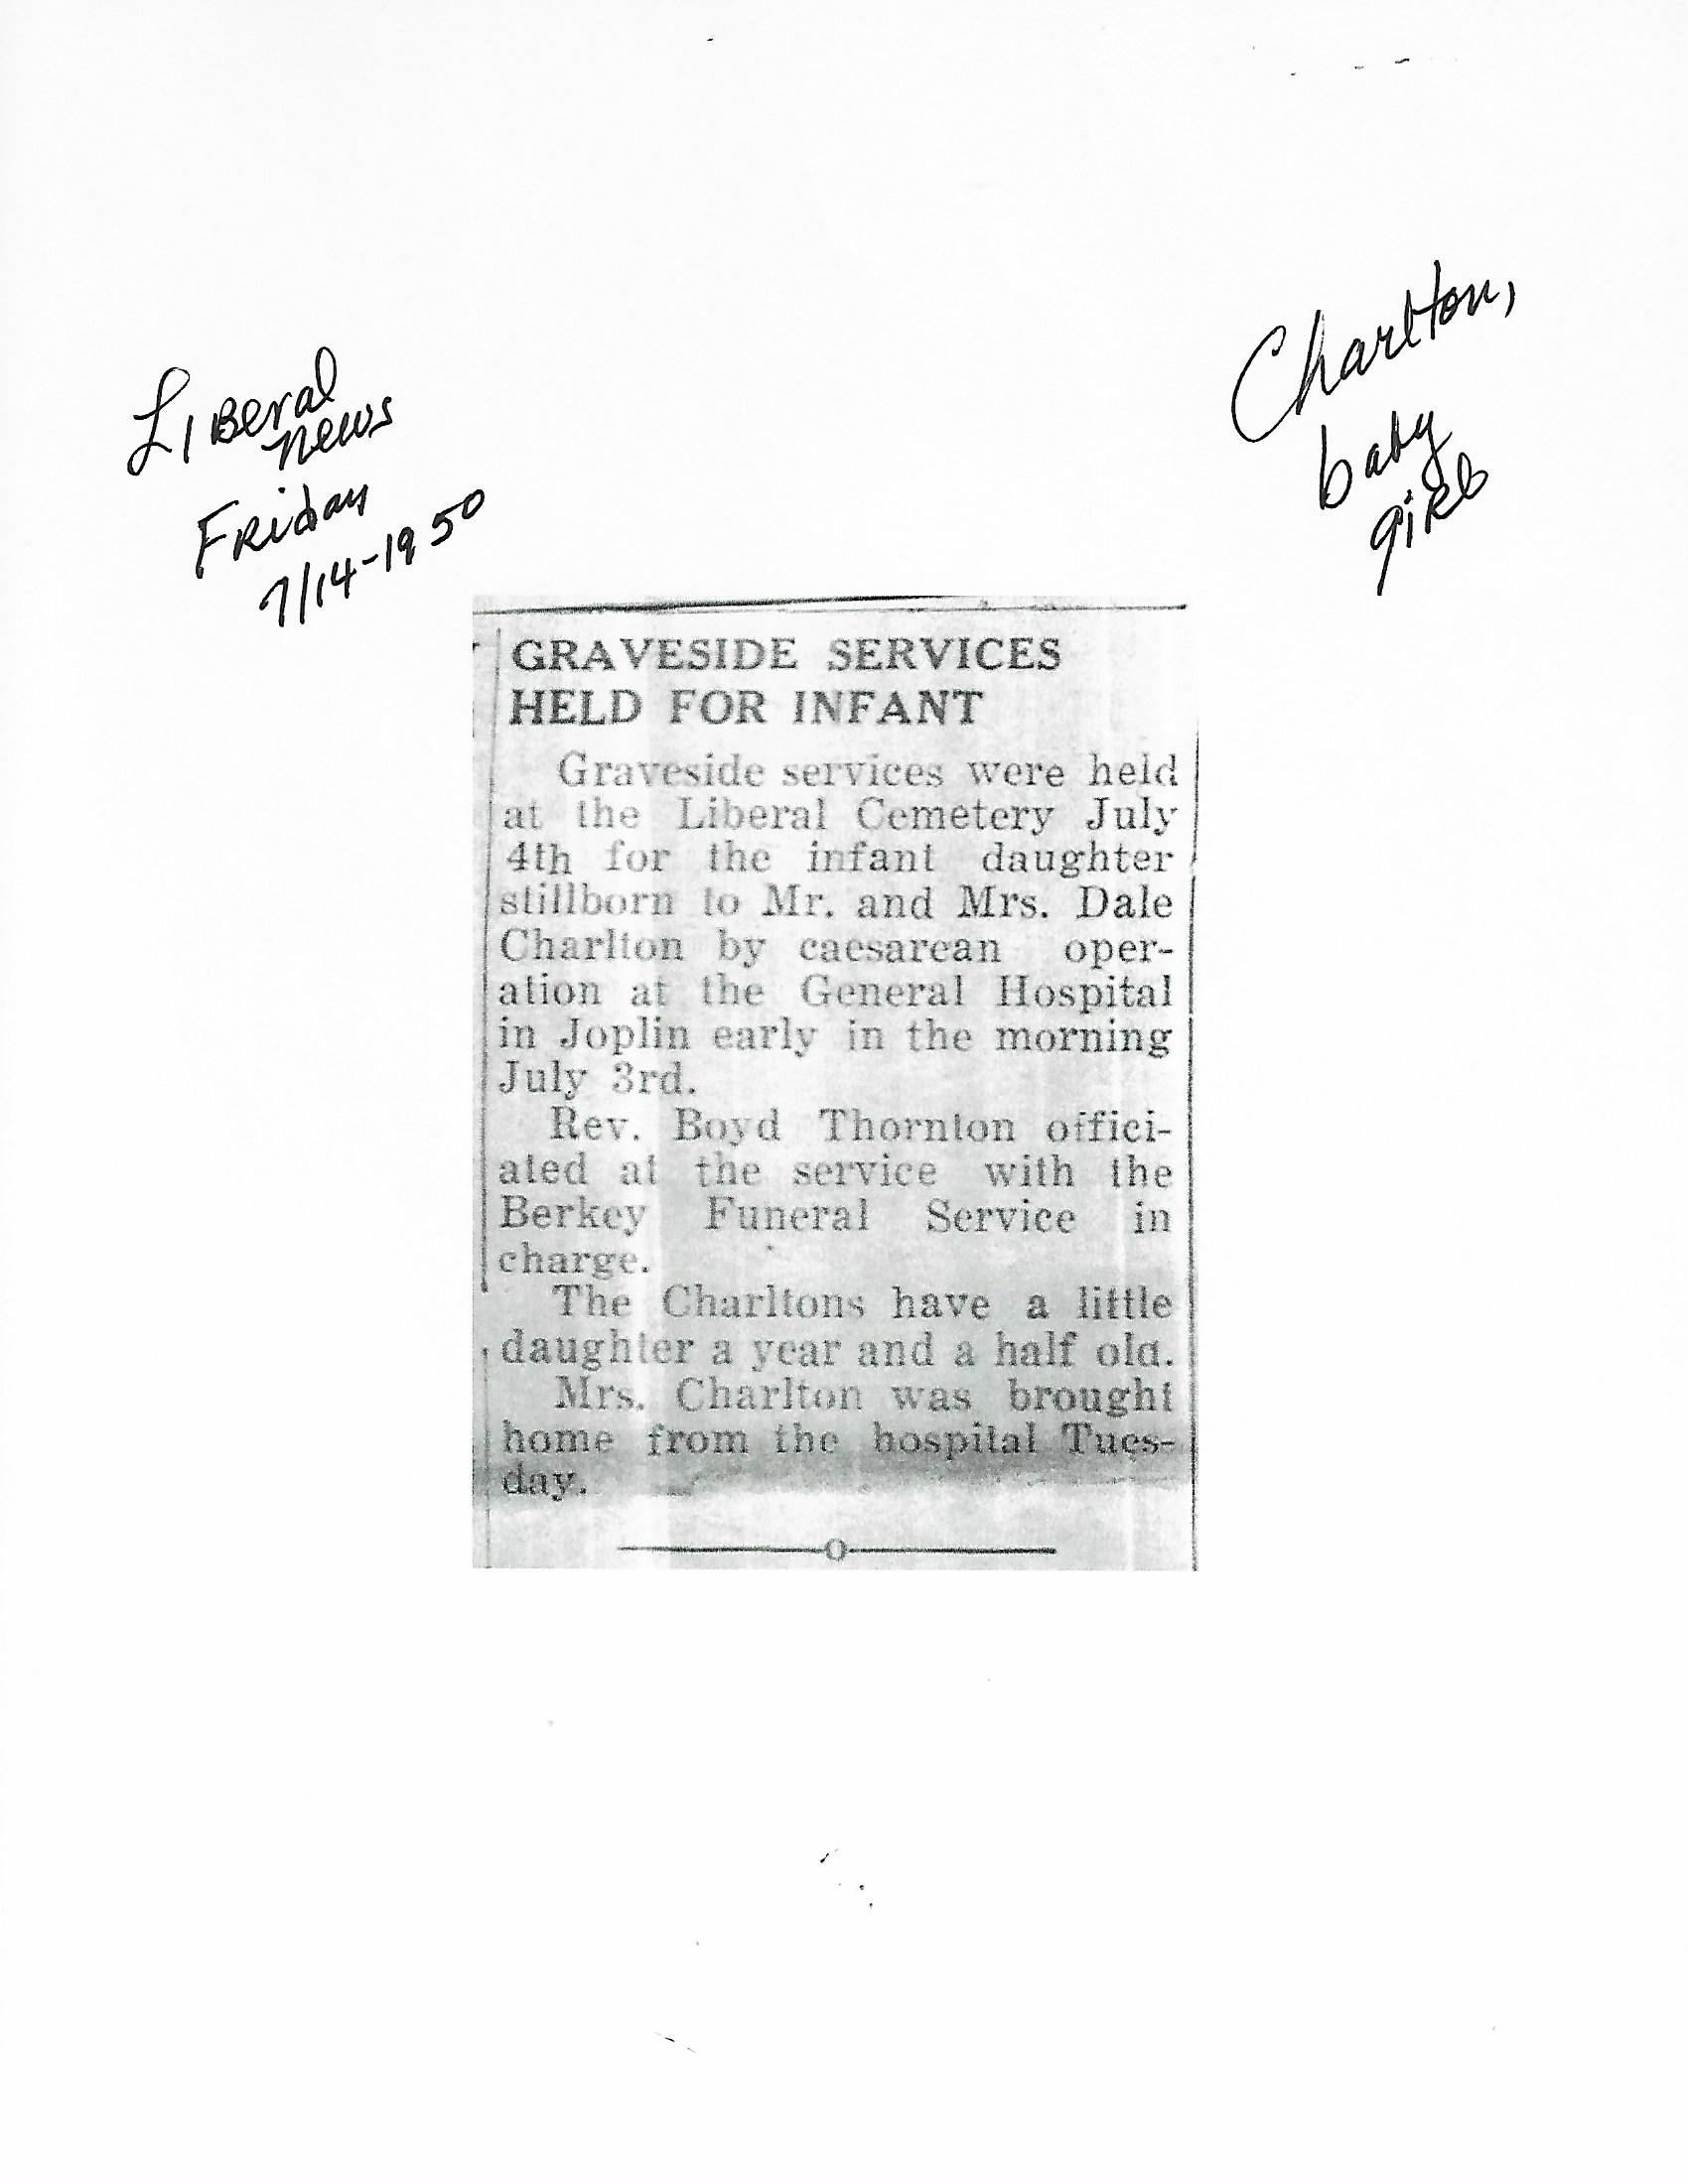 Charlton,
baby
girl
Liberal
news
Friday
7/14-1950
GRAVESIDE SERVICES
HELD FOR INFANT
Graveside services were held
at the Liberal Cemetery July
4th for the infant daughter
stillborn to Mr. and Mrs. Dale
Charlton by caesarean oper-
ation at the General Hospital
in Joplin early in the morning
July 3rd.
Rev. Boyd Thornton offici-
ated at the service with the
Berkey Funeral Service in
charge.
The Charltons have a little
daughter a year and a half old.
Mrs. Charlton was brought
home from the hospital Tues-
day.